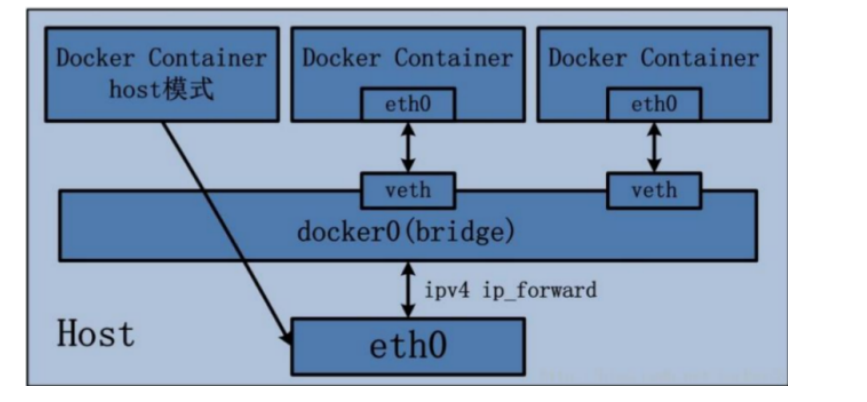 Docker Container
host模式
Docker Container
eth0
Docker Container
eth0
veth
veth
docker0(bridge)
ipv4 ip_forward
Host
eth0